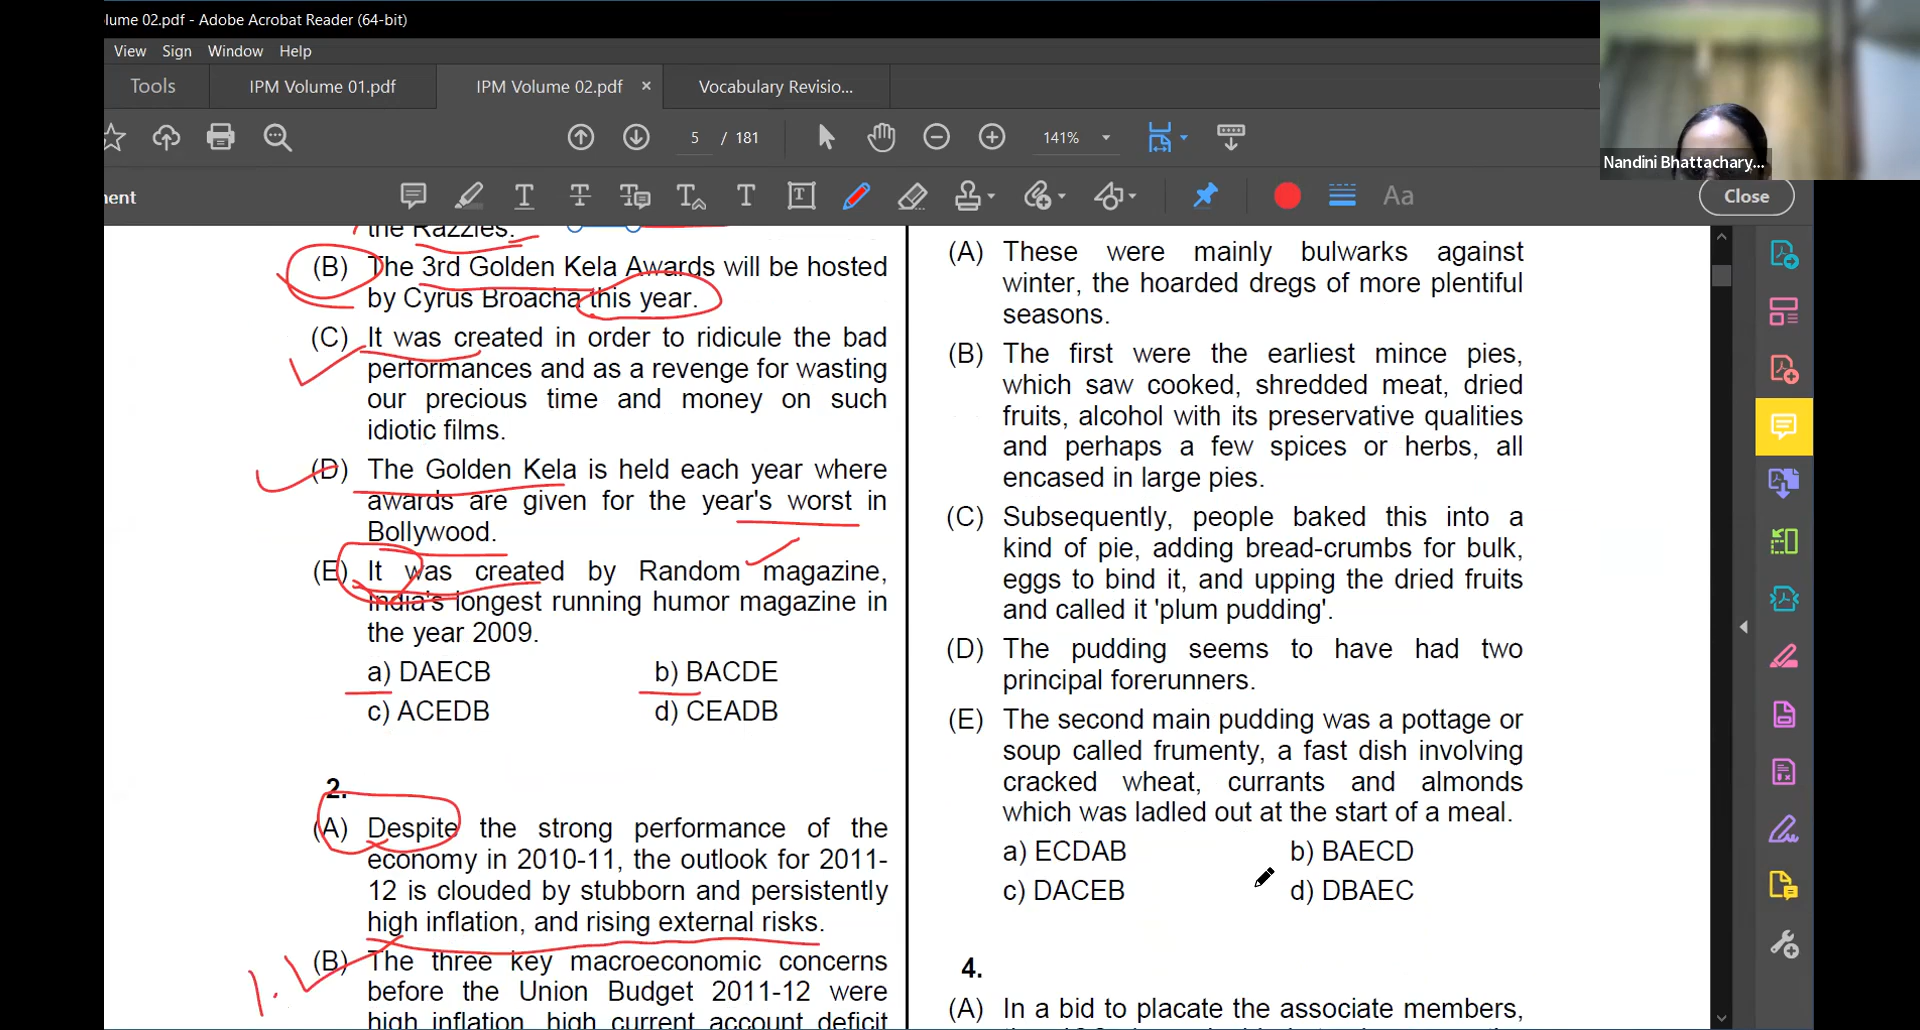 lume 02.pdf - Adobe Acrobat Reader (64-bit)
View Sign Window Help
Tools IPM Volume 01.pdf IPM Volume 02.pdf × Vocabulary Revisio...
5 / 181 141%
Nandini Bhattachary...
ent Aa Close
the Razzies.
(B) The 3rd Golden Kela Awards will be hosted
by Cyrus Broacha this year.
(C) It was created in order to ridicule the bad
performances and as a revenge for wasting
our precious time and money on such
idiotic films.
(D) The Golden Kela is held each year where
awards are given for the year's worst in
Bollywood.
(E) It was created by Random magazine,
India's longest running humor magazine in
the year 2009.
a) DAECB b) BACDE
c) ACEDB d) CEADB
2.
(A) Despite the strong performance of the
economy in 2010-11, the outlook for 2011-
12 is clouded by stubborn and persistently
high inflation, and rising external risks.
1.
(B) The three key macroeconomic concerns
before the Union Budget 2011-12 were
high inflation, high current account deficit
(A) These were mainly bulwarks against
winter, the hoarded dregs of more plentiful
seasons.
(B) The first were the earliest mince pies,
which saw cooked, shredded meat, dried
fruits, alcohol with its preservative qualities
and perhaps a few spices or herbs, all
encased in large pies.
(C) Subsequently, people baked this into a
kind of pie, adding bread-crumbs for bulk,
eggs to bind it, and upping the dried fruits
and called it 'plum pudding'.
(D) The pudding seems to have had two
principal forerunners.
(E) The second main pudding was a pottage or
soup called frumenty, a fast dish involving
cracked wheat, currants and almonds
which was ladled out at the start of a meal.
a) ECDAB b) BAECD
c) DACEB d) DBAEC
4.
(A) In a bid to placate the associate members,